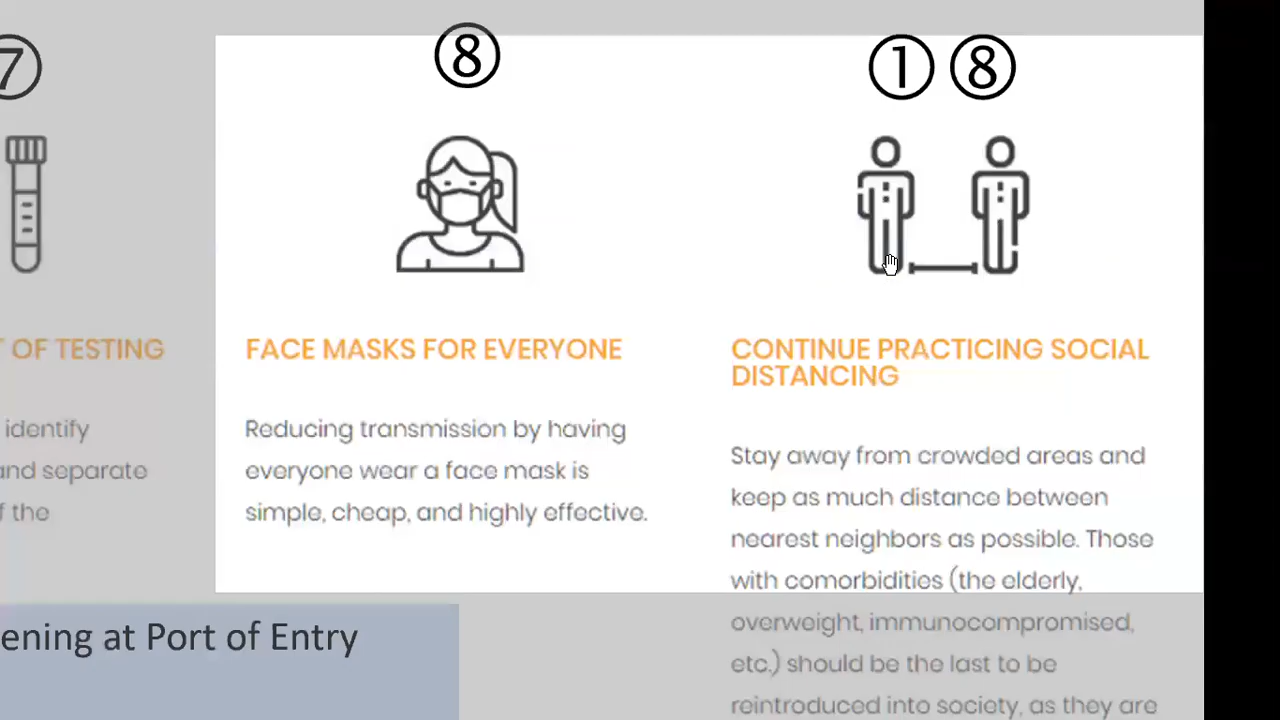 ⑦
⑧
① ⑧
T OF TESTING
identify
and separate
f the
FACE MASKS FOR EVERYONE
Reducing transmission by having
everyone wear a face mask is
simple, cheap, and highly effective.
CONTINUE PRACTICING SOCIAL
DISTANCING
Stay away from crowded areas and
keep as much distance between
nearest neighbors as possible. Those
with comorbidities (the elderly,
overweight, immunocompromised,
etc.) should be the last to be
reintroduced into society, as they are
ening at Port of Entry